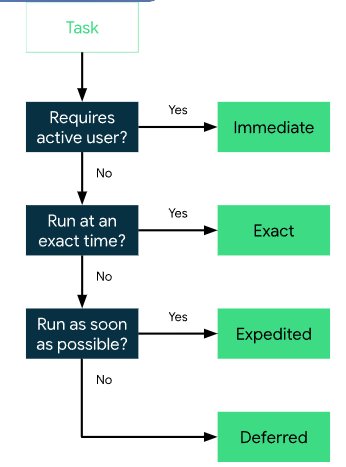 Task
Requires
active user?
Yes
Immediate
No
Run at an
exact time?
Yes
Exact
No
Run as soon
as possible?
Yes
Expedited
No
Deferred